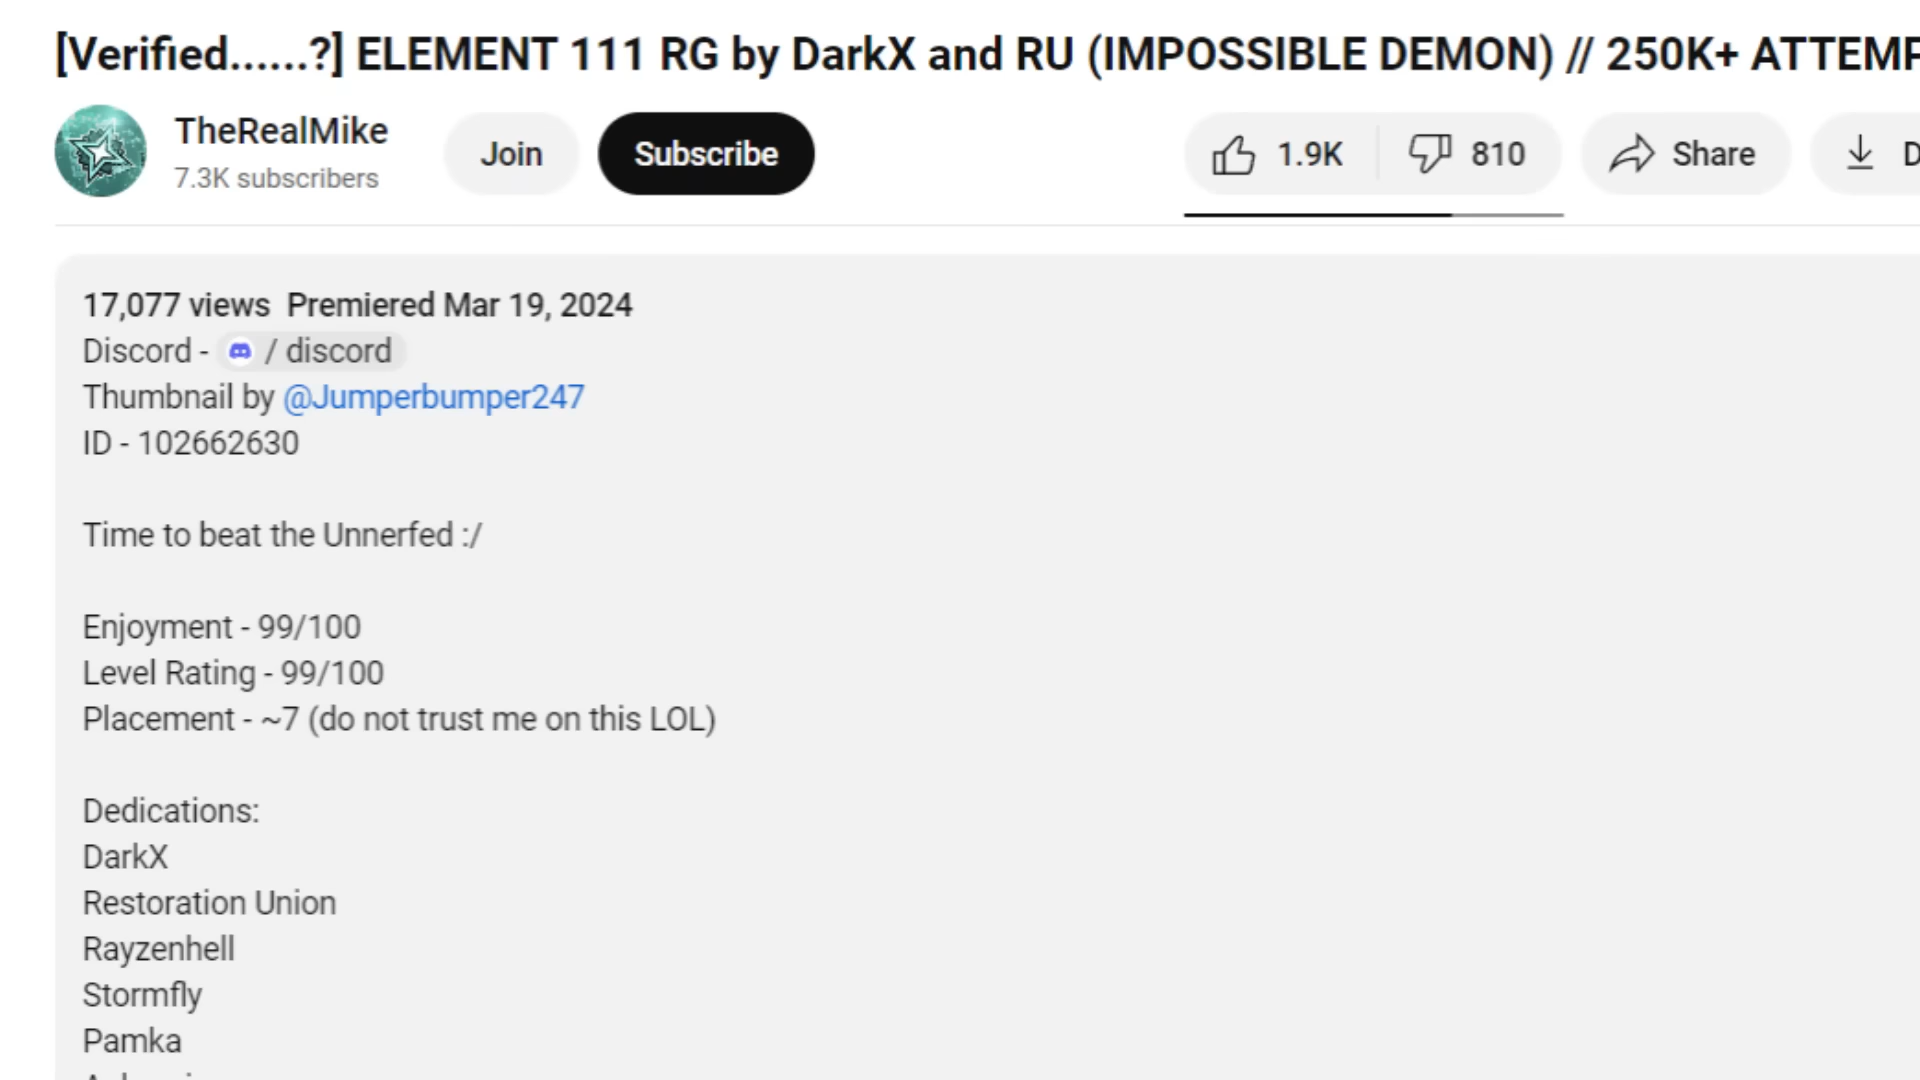 [Verified......?] ELEMENT 111 RG by DarkX and RU (IMPOSSIBLE DEMON) // 250K+ ATTEMP
TheRealMike
7.3K subscribers
Join
Subscribe
1.9K
810
Share
D
17,077 views Premiered Mar 19, 2024
Discord - / discord
Thumbnail by @Jumperbumper247
ID - 102662630
Time to beat the Unnerfed :/
Enjoyment - 99/100
Level Rating - 99/100
Placement - ~7 (do not trust me on this LOL)
Dedications:
DarkX
Restoration Union
Rayzenhell
Stormfly
Pamka